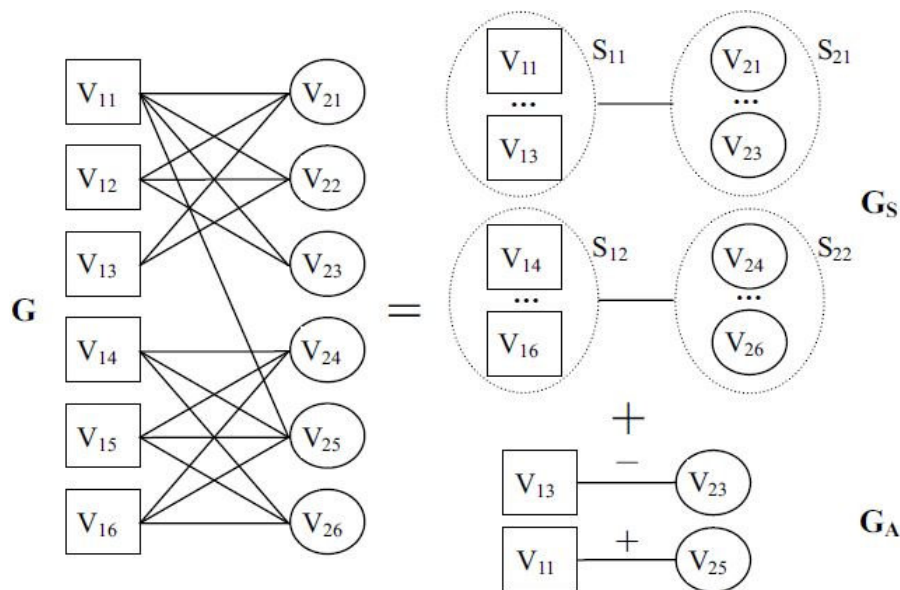 G
V11
V12
V13
V14
V15
V16
V21
V22
V23
V24
V25
V26
=
V11
...
V13
S11
V21
...
V23
S21
GS
V14
...
V16
S12
V24
...
V26
S22
+
V13
−
V23
V11
+
V25
GA